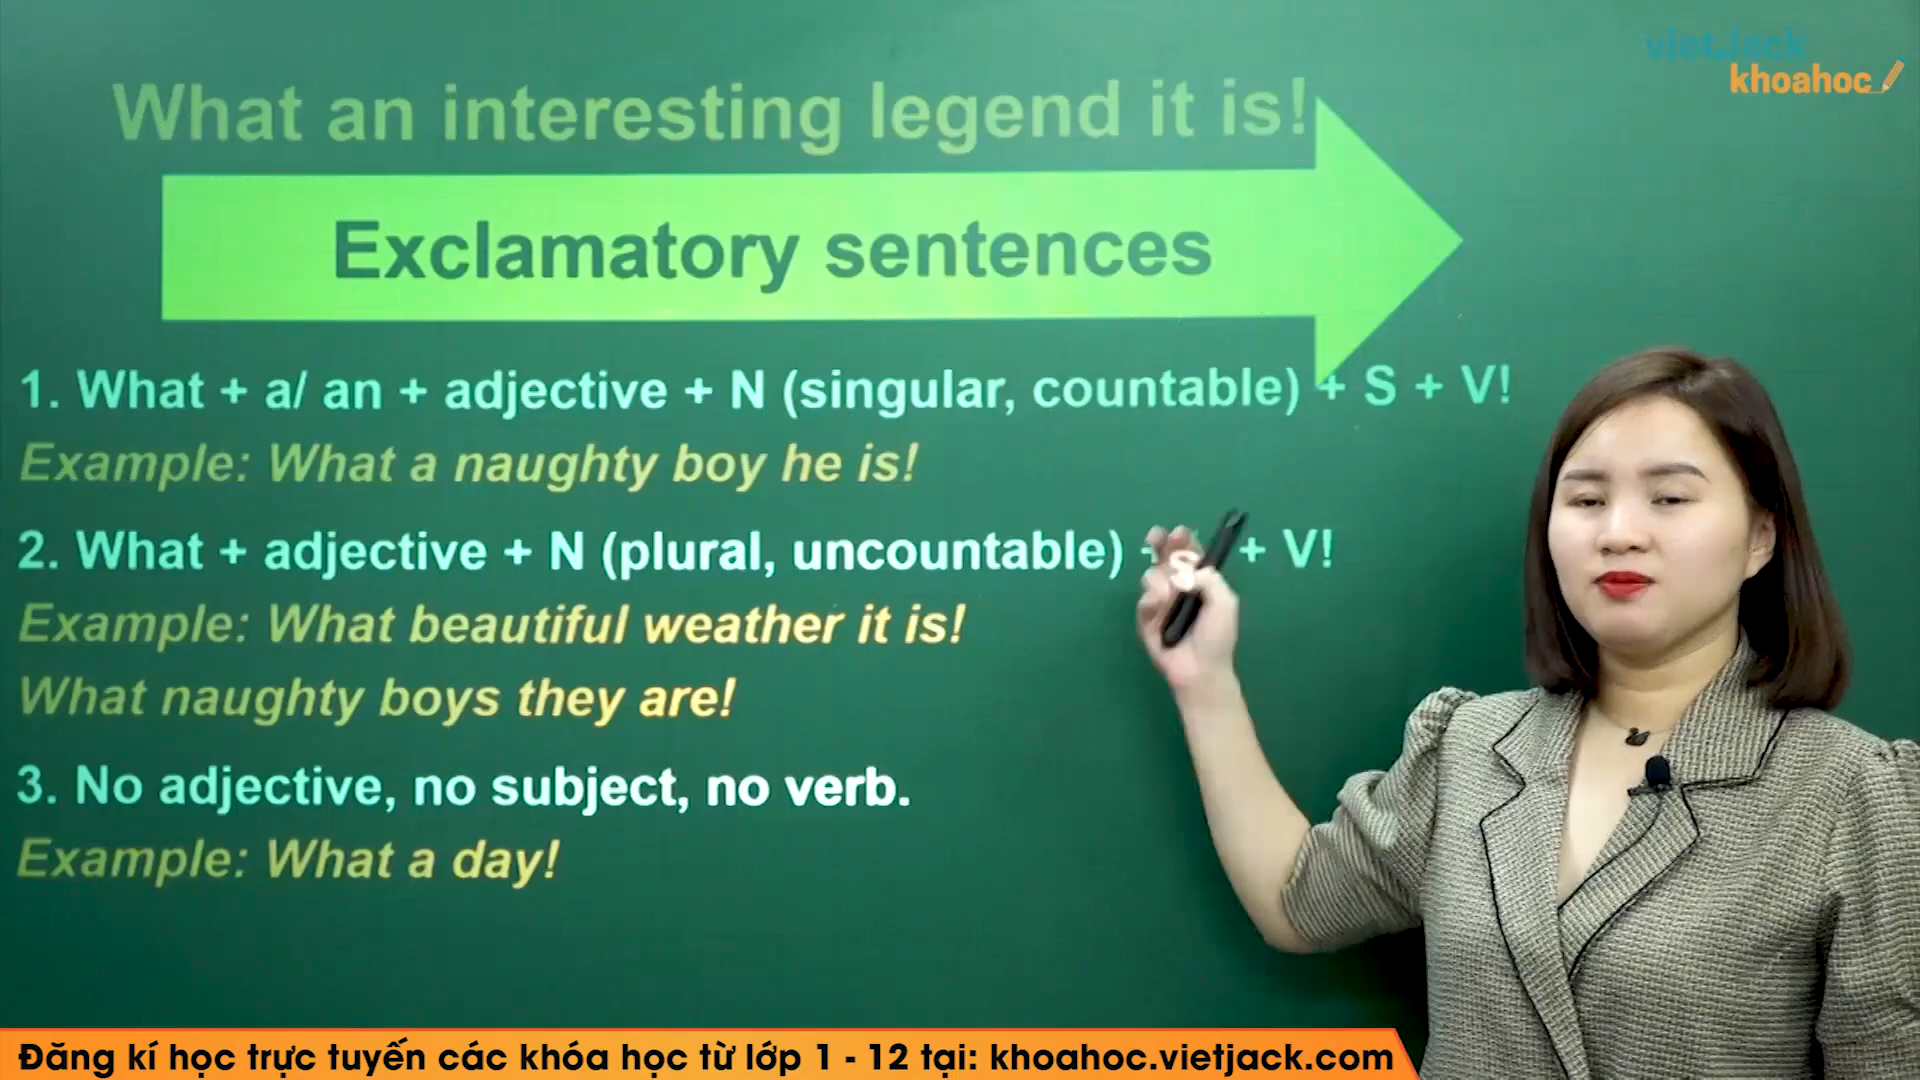 vietjack
khoahoc
What an interesting legend it is!
Exclamatory sentences
1. What + a/ an + adjective + N (singular, countable) + S + V!
Example: What a naughty boy he is!
2. What + adjective + N (plural, uncountable) + S + V!
Example: What beautiful weather it is!
What naughty boys they are!
3. No adjective, no subject, no verb.
Example: What a day!
Đăng kí học trực tuyến các khóa học từ lớp 1 - 12 tại: khoahoc.vietjack.com